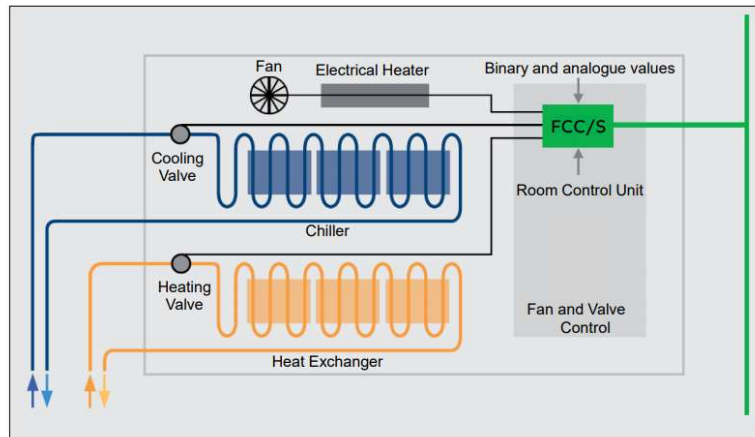 Fan
Electrical Heater
Binary and analogue values
FCC/S
Cooling
Valve
Room Control Unit
Chiller
Heating
Valve
Fan and Valve
Control
Heat Exchanger